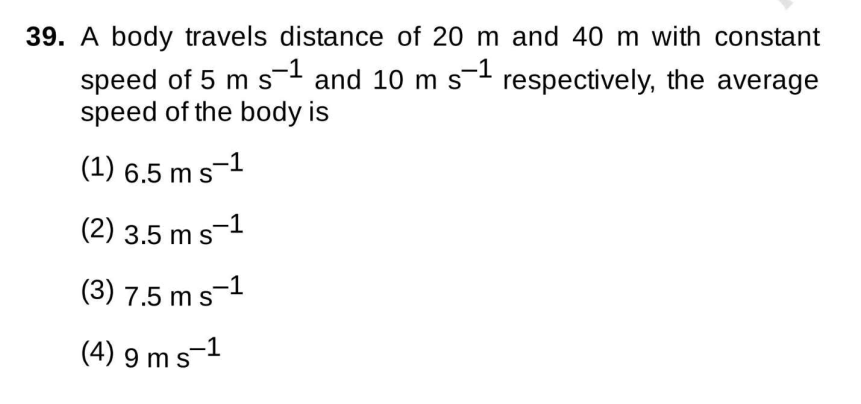 39. A body travels distance of 20 m and 40 m with constant
speed of 5 m s⁻¹ and 10 m s⁻¹ respectively, the average
speed of the body is
(1) 6.5 m s⁻¹
(2) 3.5 m s⁻¹
(3) 7.5 m s⁻¹
(4) 9 m s⁻¹